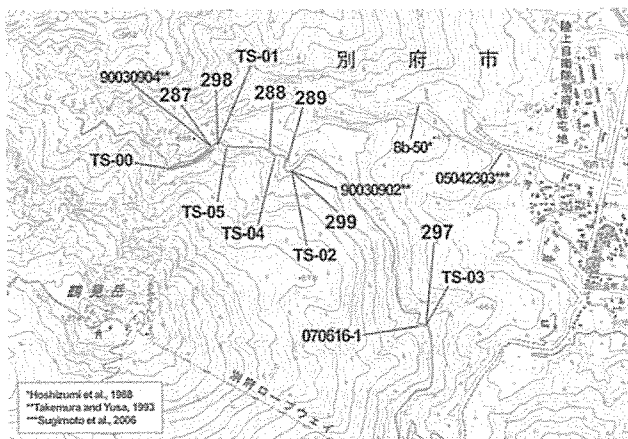 別府市
陸上自衛隊別府駐屯地
TS-01
90030904**
298
287
288
289
TS-00
8b-50*
05042303***
90030902**
TS-05
TS-04
299
TS-02
297
TS-03
鶴見岳
070616-1
別府ロープウェイ
*Hoshizumi et al., 1988
**Takemura and Yusa, 1993
***Sugimoto et al., 2006